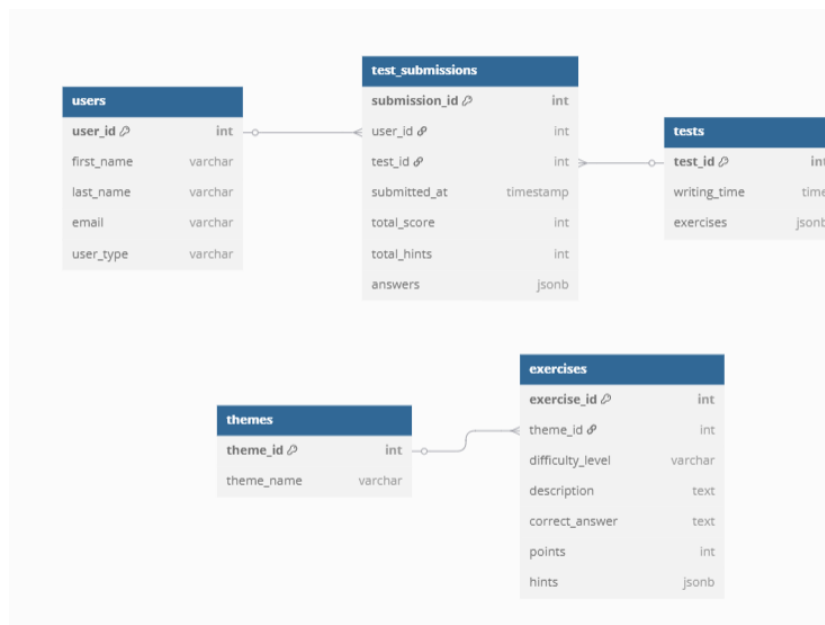 users
user_id int
first_name varchar
last_name varchar
email varchar
user_type varchar
test_submissions
submission_id int
user_id int
test_id int
submitted_at timestamp
total_score int
total_hints int
answers jsonb
tests
test_id int
writing_time time
exercises jsonb
themes
theme_id int
theme_name varchar
exercises
exercise_id int
theme_id int
difficulty_level varchar
description text
correct_answer text
points int
hints jsonb